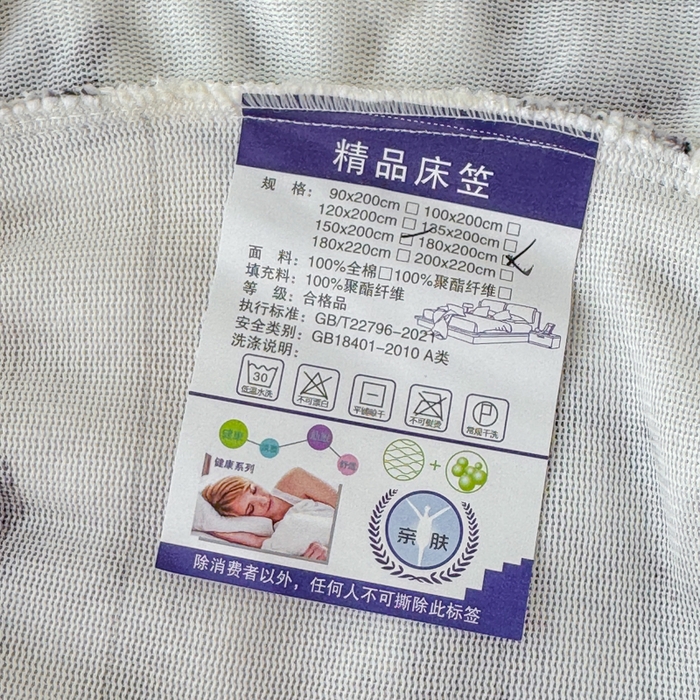 精品床笠
规 格：90x200cm □ 100x200cm □
120x200cm □ 135x200cm □
150x200cm □ 180x200cm □
180x220cm □ 200x220cm □
面 料：100%全棉□100%聚酯纤维□
填充料：100%聚酯纤维
等 级：合格品
执行标准：GB/T22796-2021
安全类别：GB18401-2010 A类
洗涤说明：
30
低温水洗 不可漂白 平铺晾干 不可熨烫 常规干洗
P
健康
舒适
健康系列
+
亲肤
除消费者以外，任何人不可撕除此标签